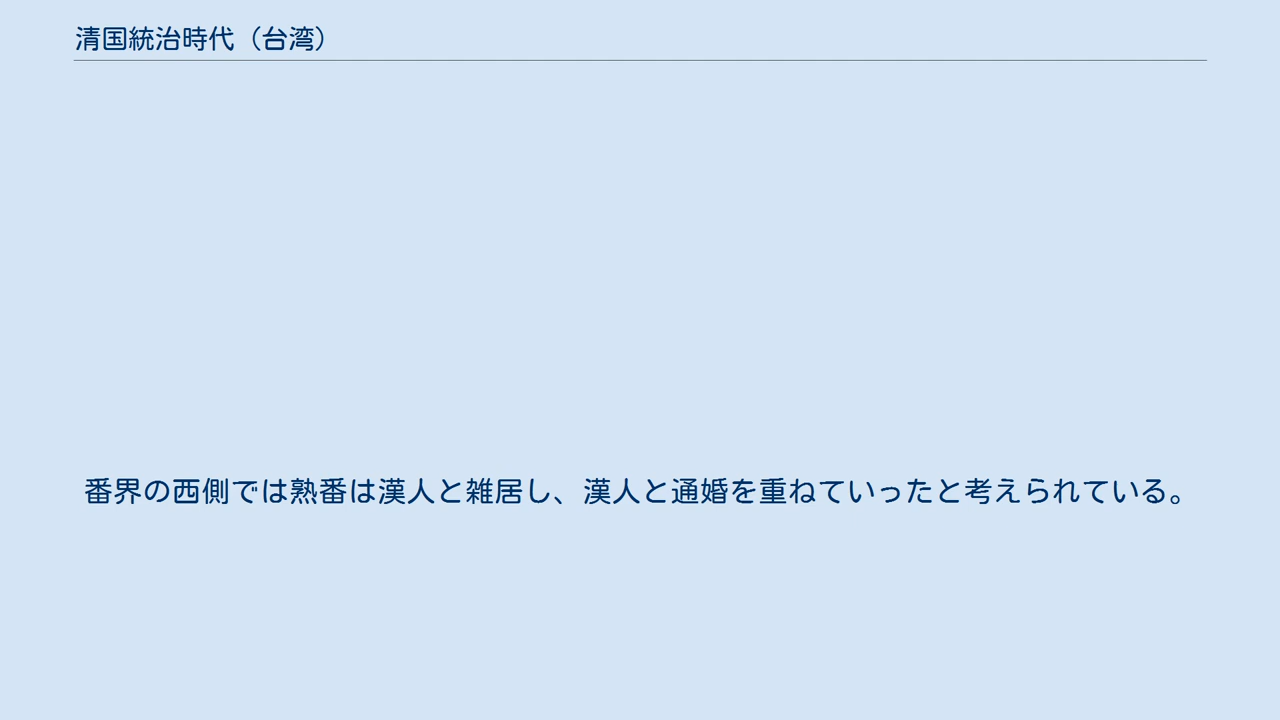 清国統治時代（台湾）
番界の西側では熟番は漢人と雑居し、漢人と通婚を重ねていったと考えられている。